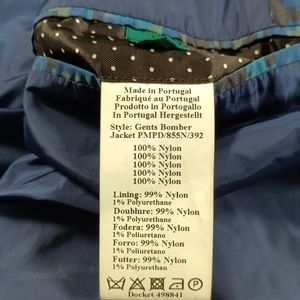 Made in Portugal
Fabriqué au Portugal
Prodotto in Portogallo
In Portugal Hergestellt
Style: Gents Bomber
Jacket PMPD/855N/392
100% Nylon
100% Nylon
100% Nylon
100% Nylon
100% Nylon
Lining: 99% Nylon
1% Polyurethane
Doublure: 99% Nylon
1% Polyurethane
Fodera: 99% Nylon
1% Poliuretano
Forro: 99% Nylon
1% Poliuretano
Futter: 99% Nylon
1% Polyurethan
Docket 498841